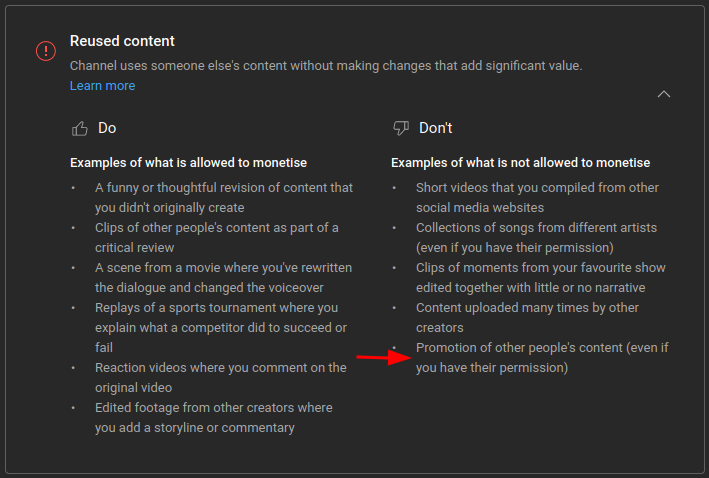 Reused content
Channel uses someone else's content without making changes that add significant value.
Learn more
Do
Examples of what is allowed to monetise
• A funny or thoughtful revision of content that
you didn't originally create
• Clips of other people's content as part of a
critical review
• A scene from a movie where you've rewritten
the dialogue and changed the voiceover
• Replays of a sports tournament where you
explain what a competitor did to succeed or
fail
• Reaction videos where you comment on the
original video
• Edited footage from other creators where
you add a storyline or commentary
Don't
Examples of what is not allowed to monetise
• Short videos that you compiled from other
social media websites
• Collections of songs from different artists
(even if you have their permission)
• Clips of moments from your favourite show
edited together with little or no narrative
• Content uploaded many times by other
creators
• Promotion of other people's content (even if
you have their permission)